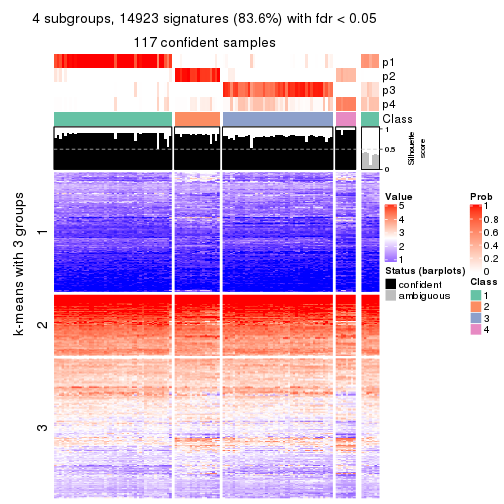 4 subgroups, 14923 signatures (83.6%) with fdr < 0.05
117 confident samples
p1
p2
p3
p4
Class
1
0.5
0
Silhouette
score
k-means with 3 groups
1
2
3
Value
5
4
3
2
1
Status (barplots)
confident
ambiguous
Prob
1
0.8
0.6
0.4
0.2
0
Class
1
2
3
4